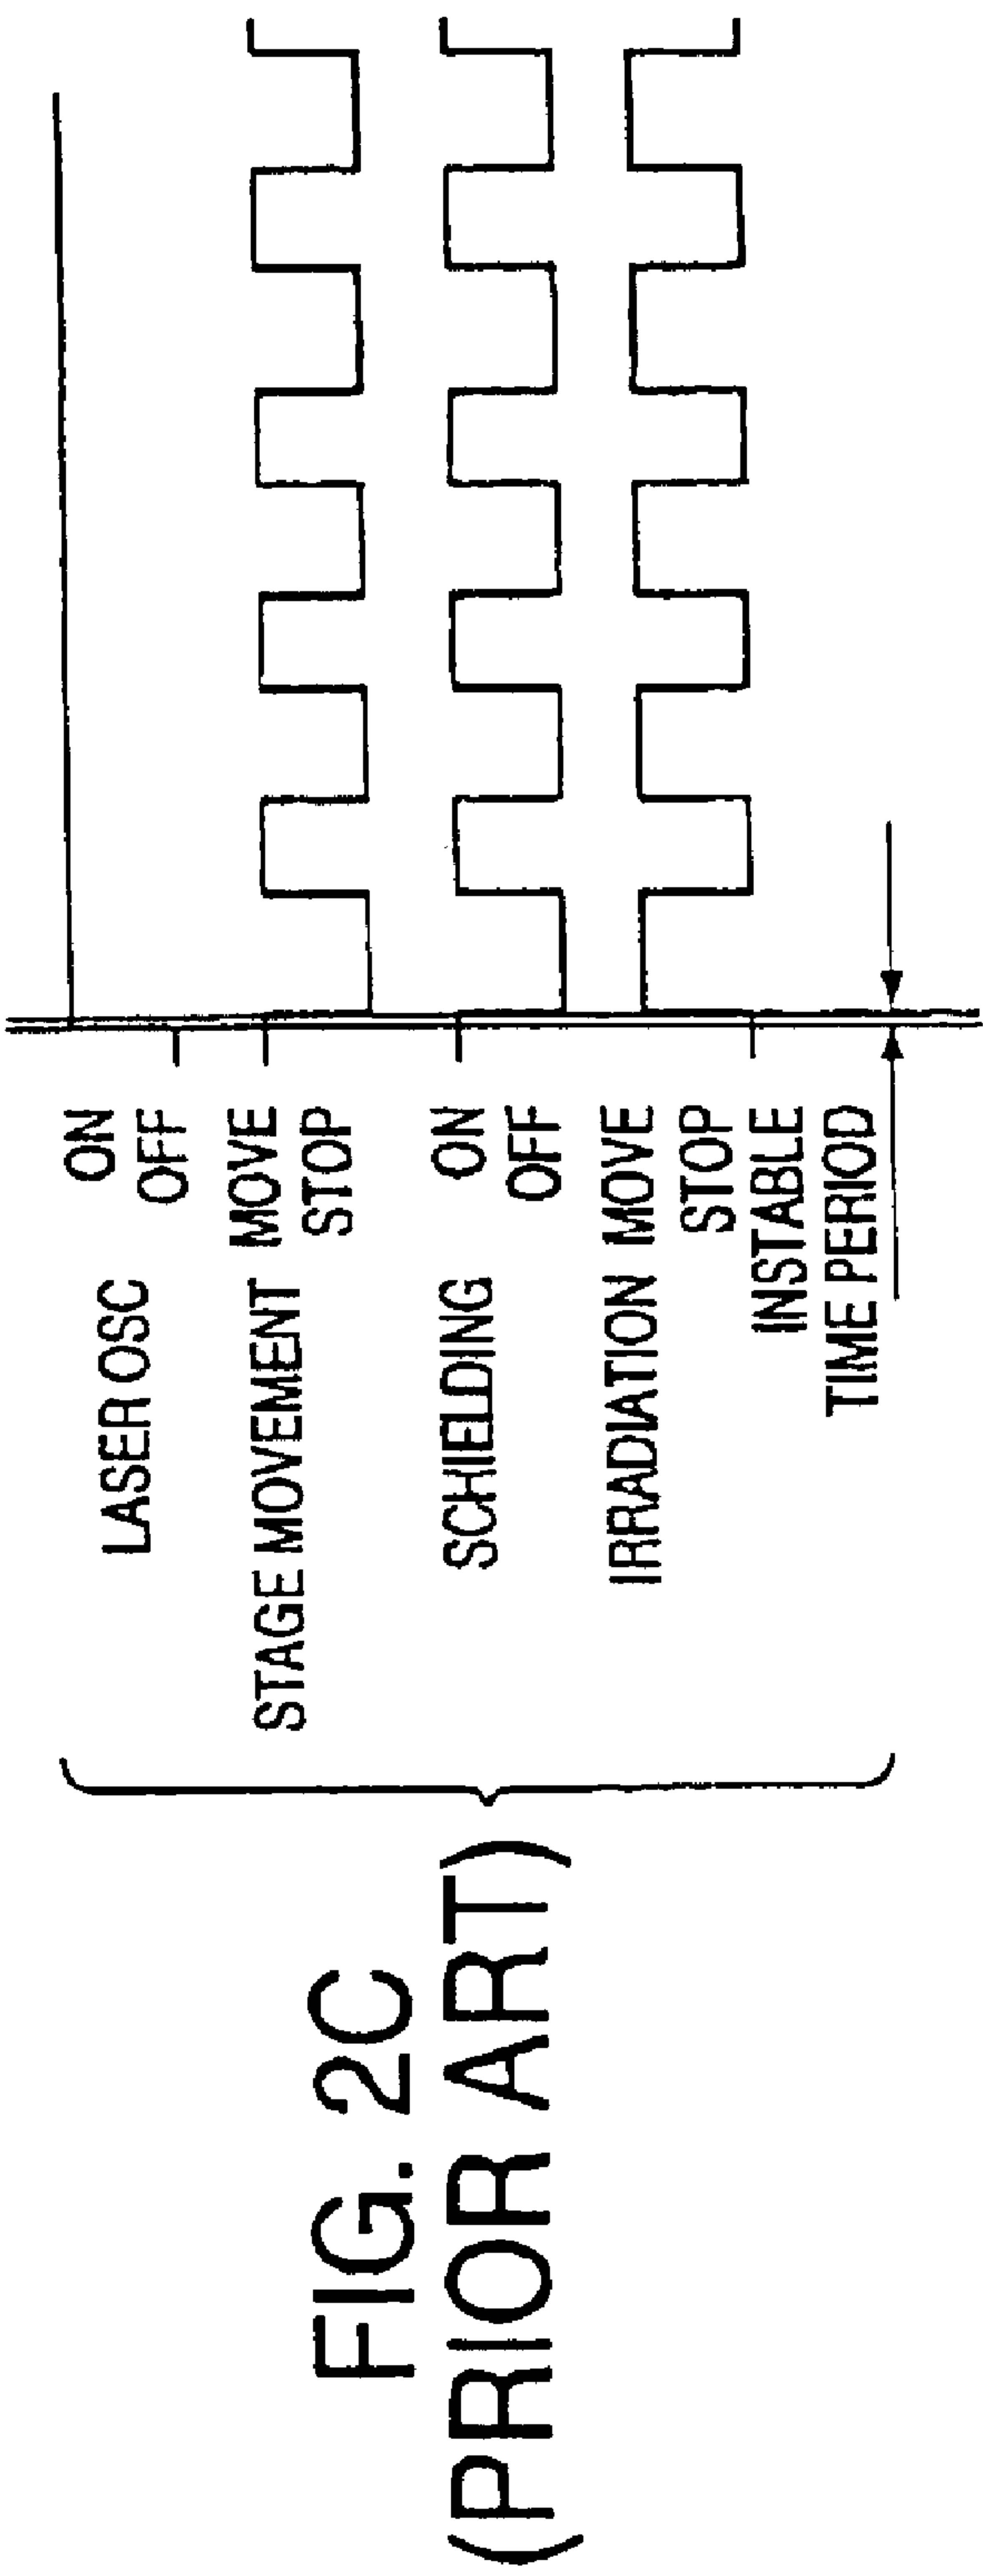 FIG. 2C
(PRIOR ART)
LASER OSC ON
OFF
STAGE MOVEMENT MOVE
STOP
SCHIELDING ON
OFF
IRRADIATION MOVE
STOP
INSTABLE
TIME PERIOD